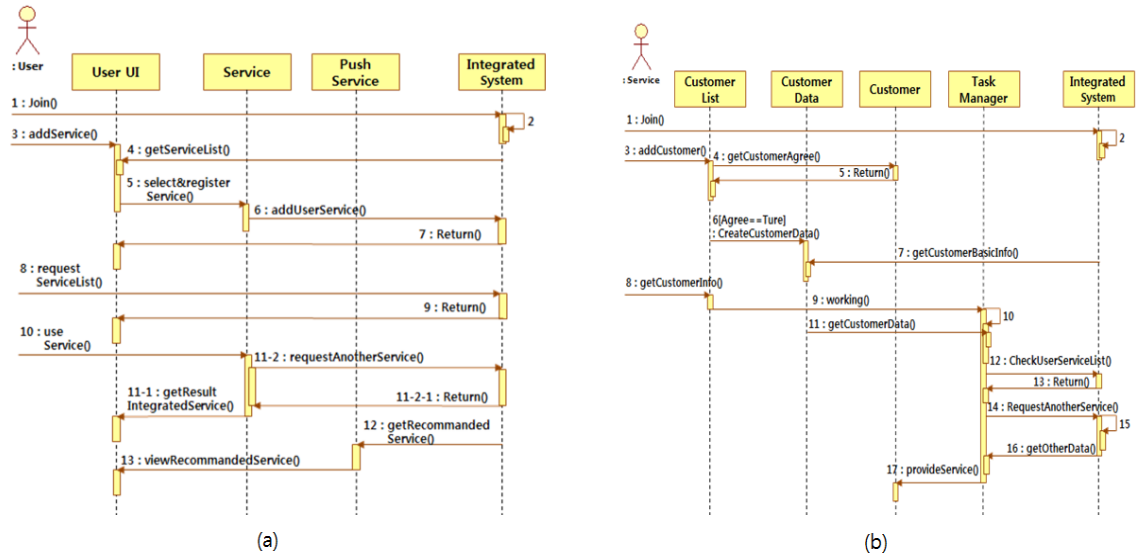 : User
User UI
Service
Push
Service
Integrated
System
1 : Join()
2
3 : addService()
4 : getServiceList()
5 : select&register
Service()
6 : addUserService()
7 : Return()
8 : request
ServiceList()
9 : Return()
10 : use
Service()
11-2 : requestAnotherService()
11-1 : getResult
IntegratedService()
11-2-1 : Return()
12 : getRecommanded
Service()
13 : viewRecommandedService()
(a)
: Service
Customer
List
Customer
Data
Customer
Task
Manager
Integrated
System
1 : Join()
2
3 : addCustomer()
4 : getCustomerAgree()
5 : Return()
6[Agree==Ture]
: CreateCustomerData()
7 : getCustomerBasicInfo()
8 : getCustomerInfo()
9 : working()
10
11 : getCustomerData()
12 : CheckUserServiceList()
13 : Return()
14 : RequestAnotherService()
15
16 : getOtherData()
17 : provideService()
(b)